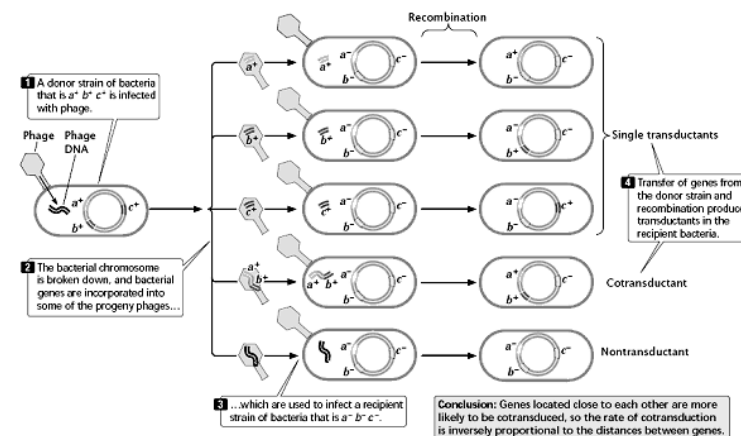 Recombination
1 A donor strain of bacteria
that is a⁺ b⁺ c⁺ is infected
with phage.
Phage
Phage
DNA
a⁺
c⁺
b⁺
2 The bacterial chromosome
is broken down, and bacterial
genes are incorporated into
some of the progeny phages…
a⁺
a⁺
a⁻
c⁻
b⁻
a⁺
c⁻
b⁻
b⁺
b⁺
a⁻
c⁻
b⁻
a⁻
c⁻
b⁺
Single transductants
c⁺
c⁺
a⁻
c⁻
b⁻
a⁻
c⁺
b⁻
4 Transfer of genes from
the donor strain and
recombination produce
transductants in the
recipient bacteria.
a⁺
b⁺
a⁺ b⁺
a⁻
c⁻
b⁻
a⁺
c⁻
b⁺
Cotransductant
a⁻
c⁻
b⁻
a⁻
c⁻
b⁻
Nontransductant
3 …which are used to infect a recipient
strain of bacteria that is a⁻ b⁻ c⁻.
Conclusion: Genes located close to each other are more
likely to be cotransduced, so the rate of cotransduction
is inversely proportional to the distances between genes.